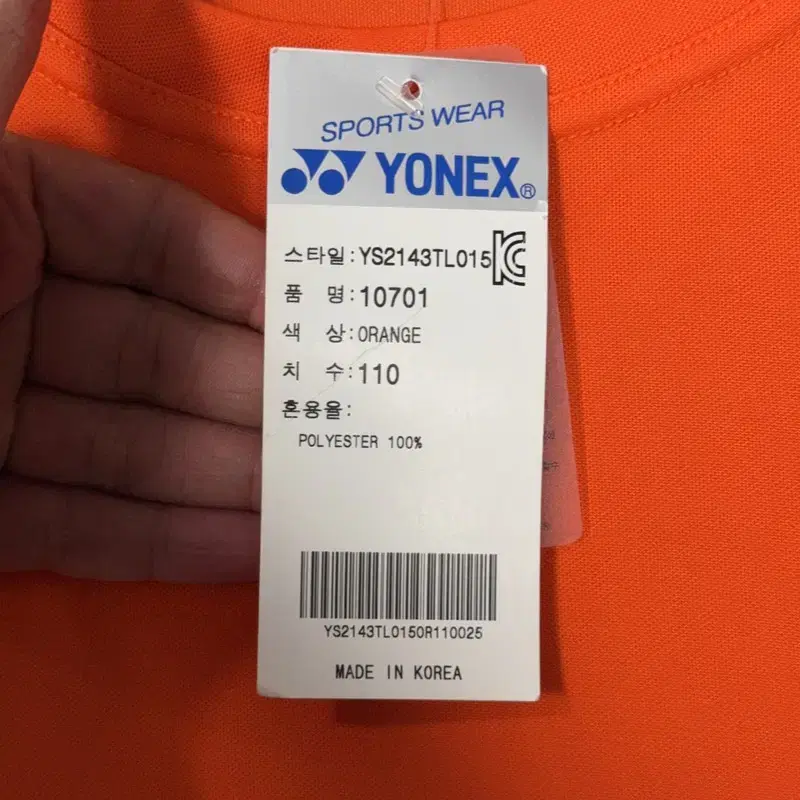 SPORTS WEAR
YONEX®
스타일:YS2143TL015
품 명:10701
색 상:ORANGE
치 수:110
혼용율:
POLYESTER 100%
YS2143TL015OR110025
MADE IN KOREA